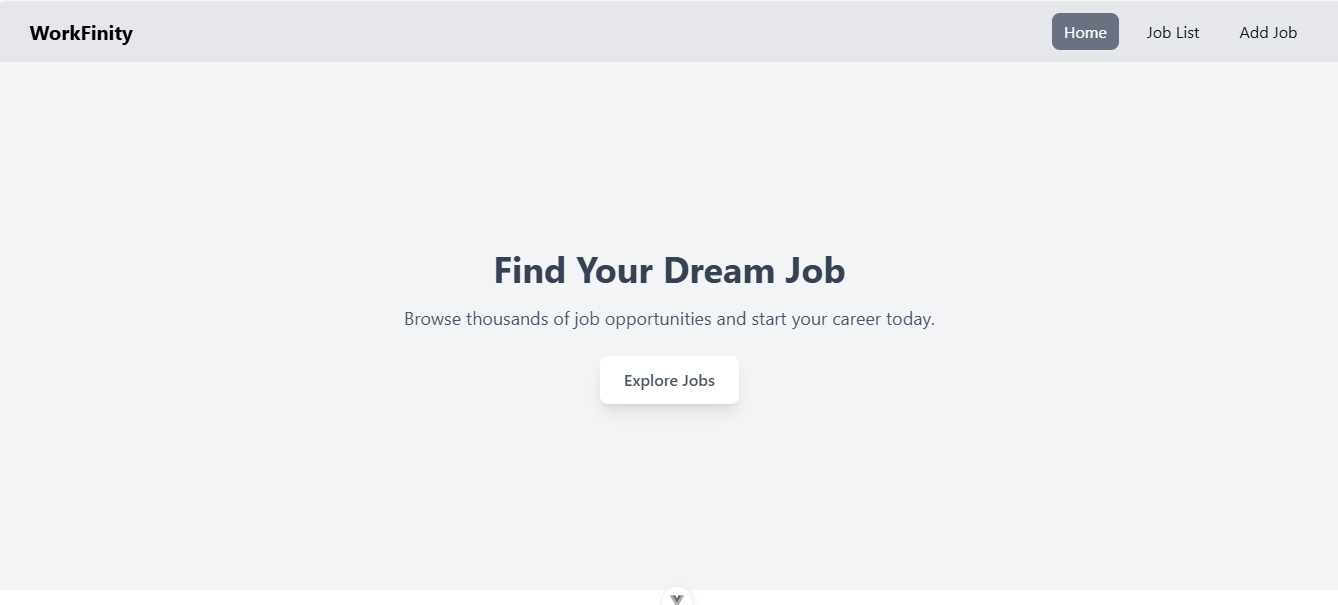 WorkFinity
Home
Job List
Add Job
Find Your Dream Job
Browse thousands of job opportunities and start your career today.
Explore Jobs